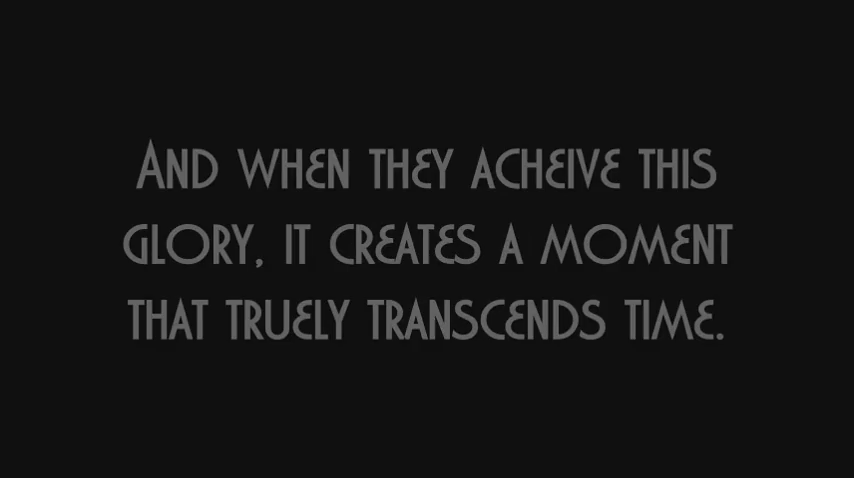 And when they acheive this
glory, it creates a moment
that truely transcends time.